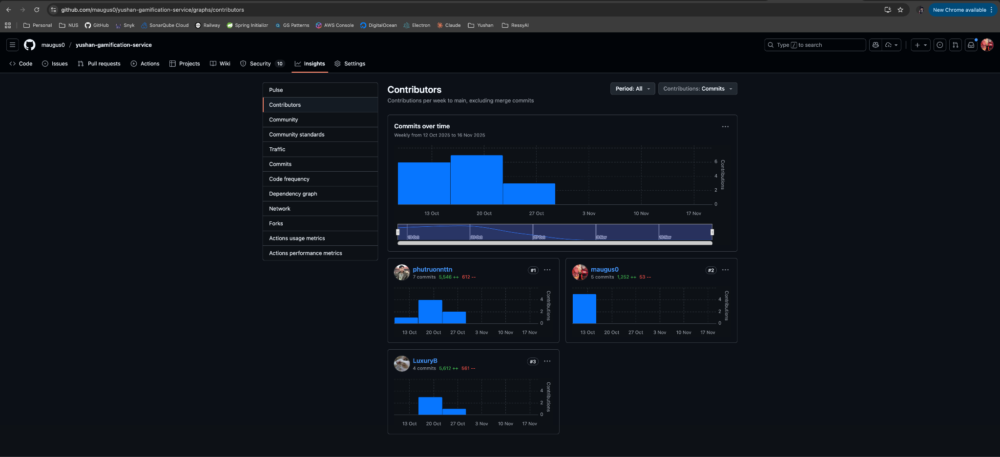 github.com/maugus0/yushan-gamification-service/graphs/contributors
New Chrome available
Personal NUS GitHub Snyk SonarQube Cloud Railway Spring Initializr GS Patterns AWS Console DigitalOcean Electron Claude Yushan RessyAI
maugus0 / yushan-gamification-service
Type / to search
Code Issues Pull requests Actions Projects Wiki Security 10 Insights Settings
Pulse
Contributors
Community
Community standards
Traffic
Commits
Code frequency
Dependency graph
Network
Forks
Actions usage metrics
Actions performance metrics
Contributors
Period: All
Contributions: Commits
Contributions per week to main, excluding merge commits
Commits over time
Weekly from 12 Oct 2025 to 16 Nov 2025
6
4
2
0
Contributions
13 Oct 20 Oct 27 Oct 3 Nov 10 Nov 17 Nov
13 Oct 20 Oct 27 Oct 3 Nov 10 Nov
phutruonnttn
#1
7 commits 5,546 ++ 612 --
4
2
0
Contributions
13 Oct 20 Oct 27 Oct 3 Nov 10 Nov 17 Nov
maugus0
#2
5 commits 1,252 ++ 53 --
4
2
0
Contributions
13 Oct 20 Oct 27 Oct 3 Nov 10 Nov 17 Nov
LuxuryB
#3
4 commits 5,612 ++ 561 --
4
2
0
Contributions
13 Oct 20 Oct 27 Oct 3 Nov 10 Nov 17 Nov